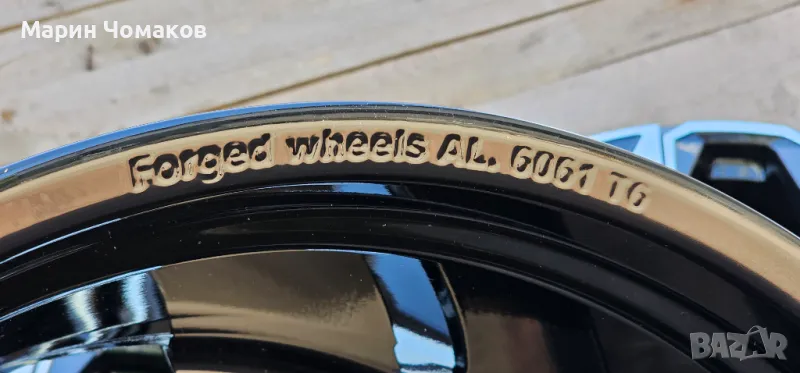 Марин Чомаков
Forged wheels AL. 6061 T6
BAZAR